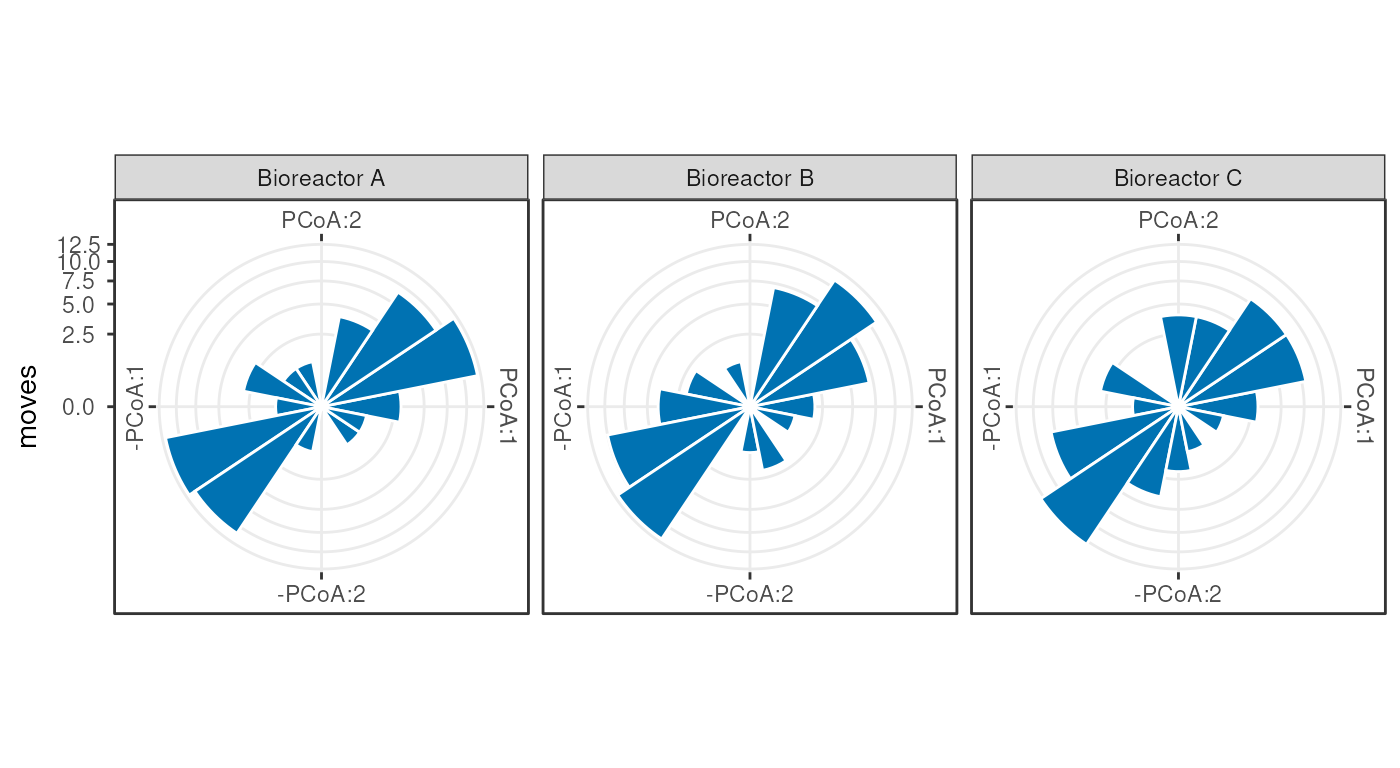 Bioreactor A
Bioreactor B
Bioreactor C
PCoA:2
PCoA:2
PCoA:2
12.5
10.0
7.5
5.0
2.5
0.0
moves
-PCoA:1
PCoA:1
-PCoA:1
PCoA:1
-PCoA:1
PCoA:1
-PCoA:2
-PCoA:2
-PCoA:2